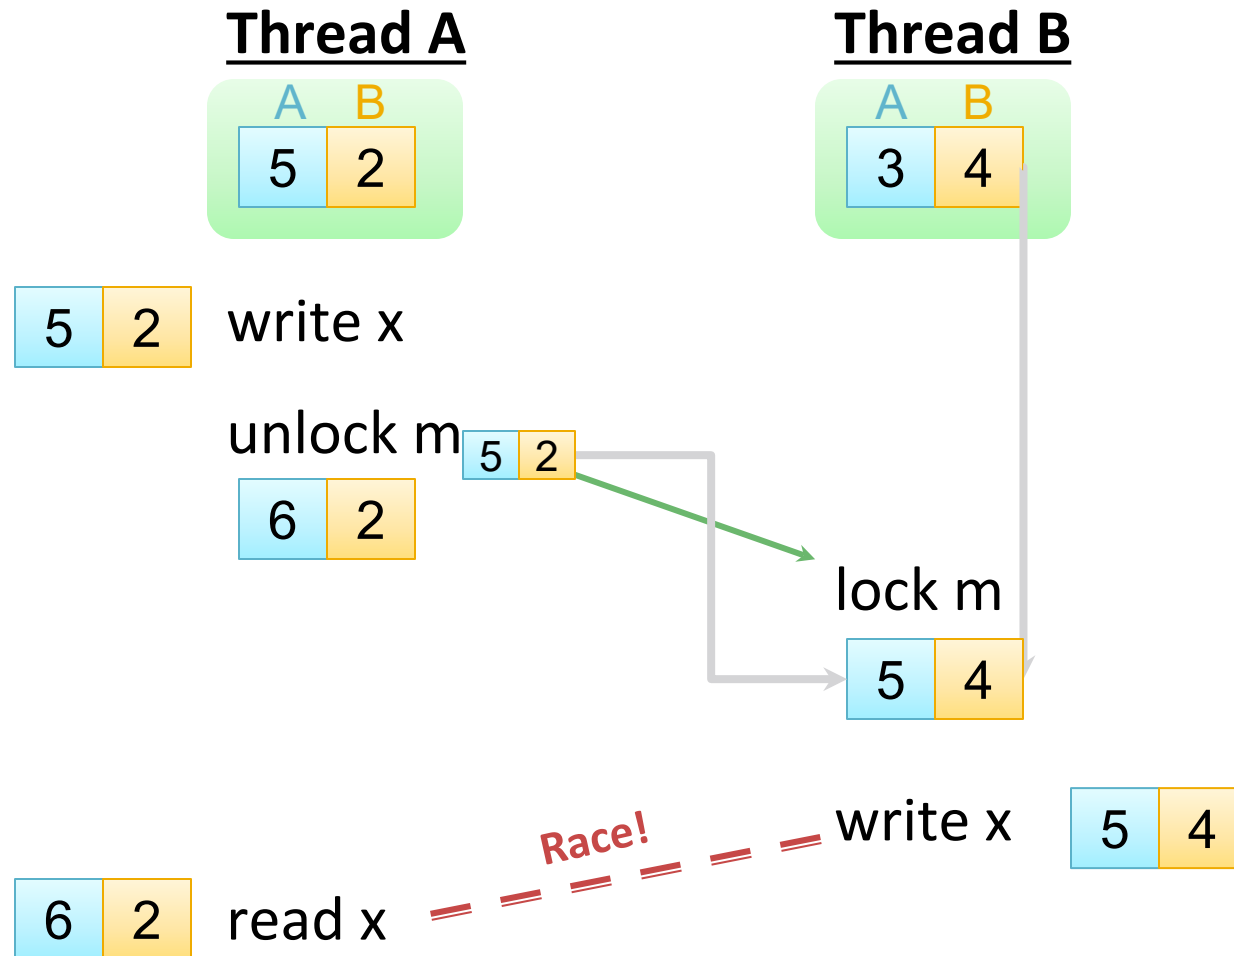 Thread A Thread B
A B A B
5 2 3 4
5 2 write x
unlock m 5 2
6 2
lock m
5 4
write x 5 4
Race!
6 2 read x